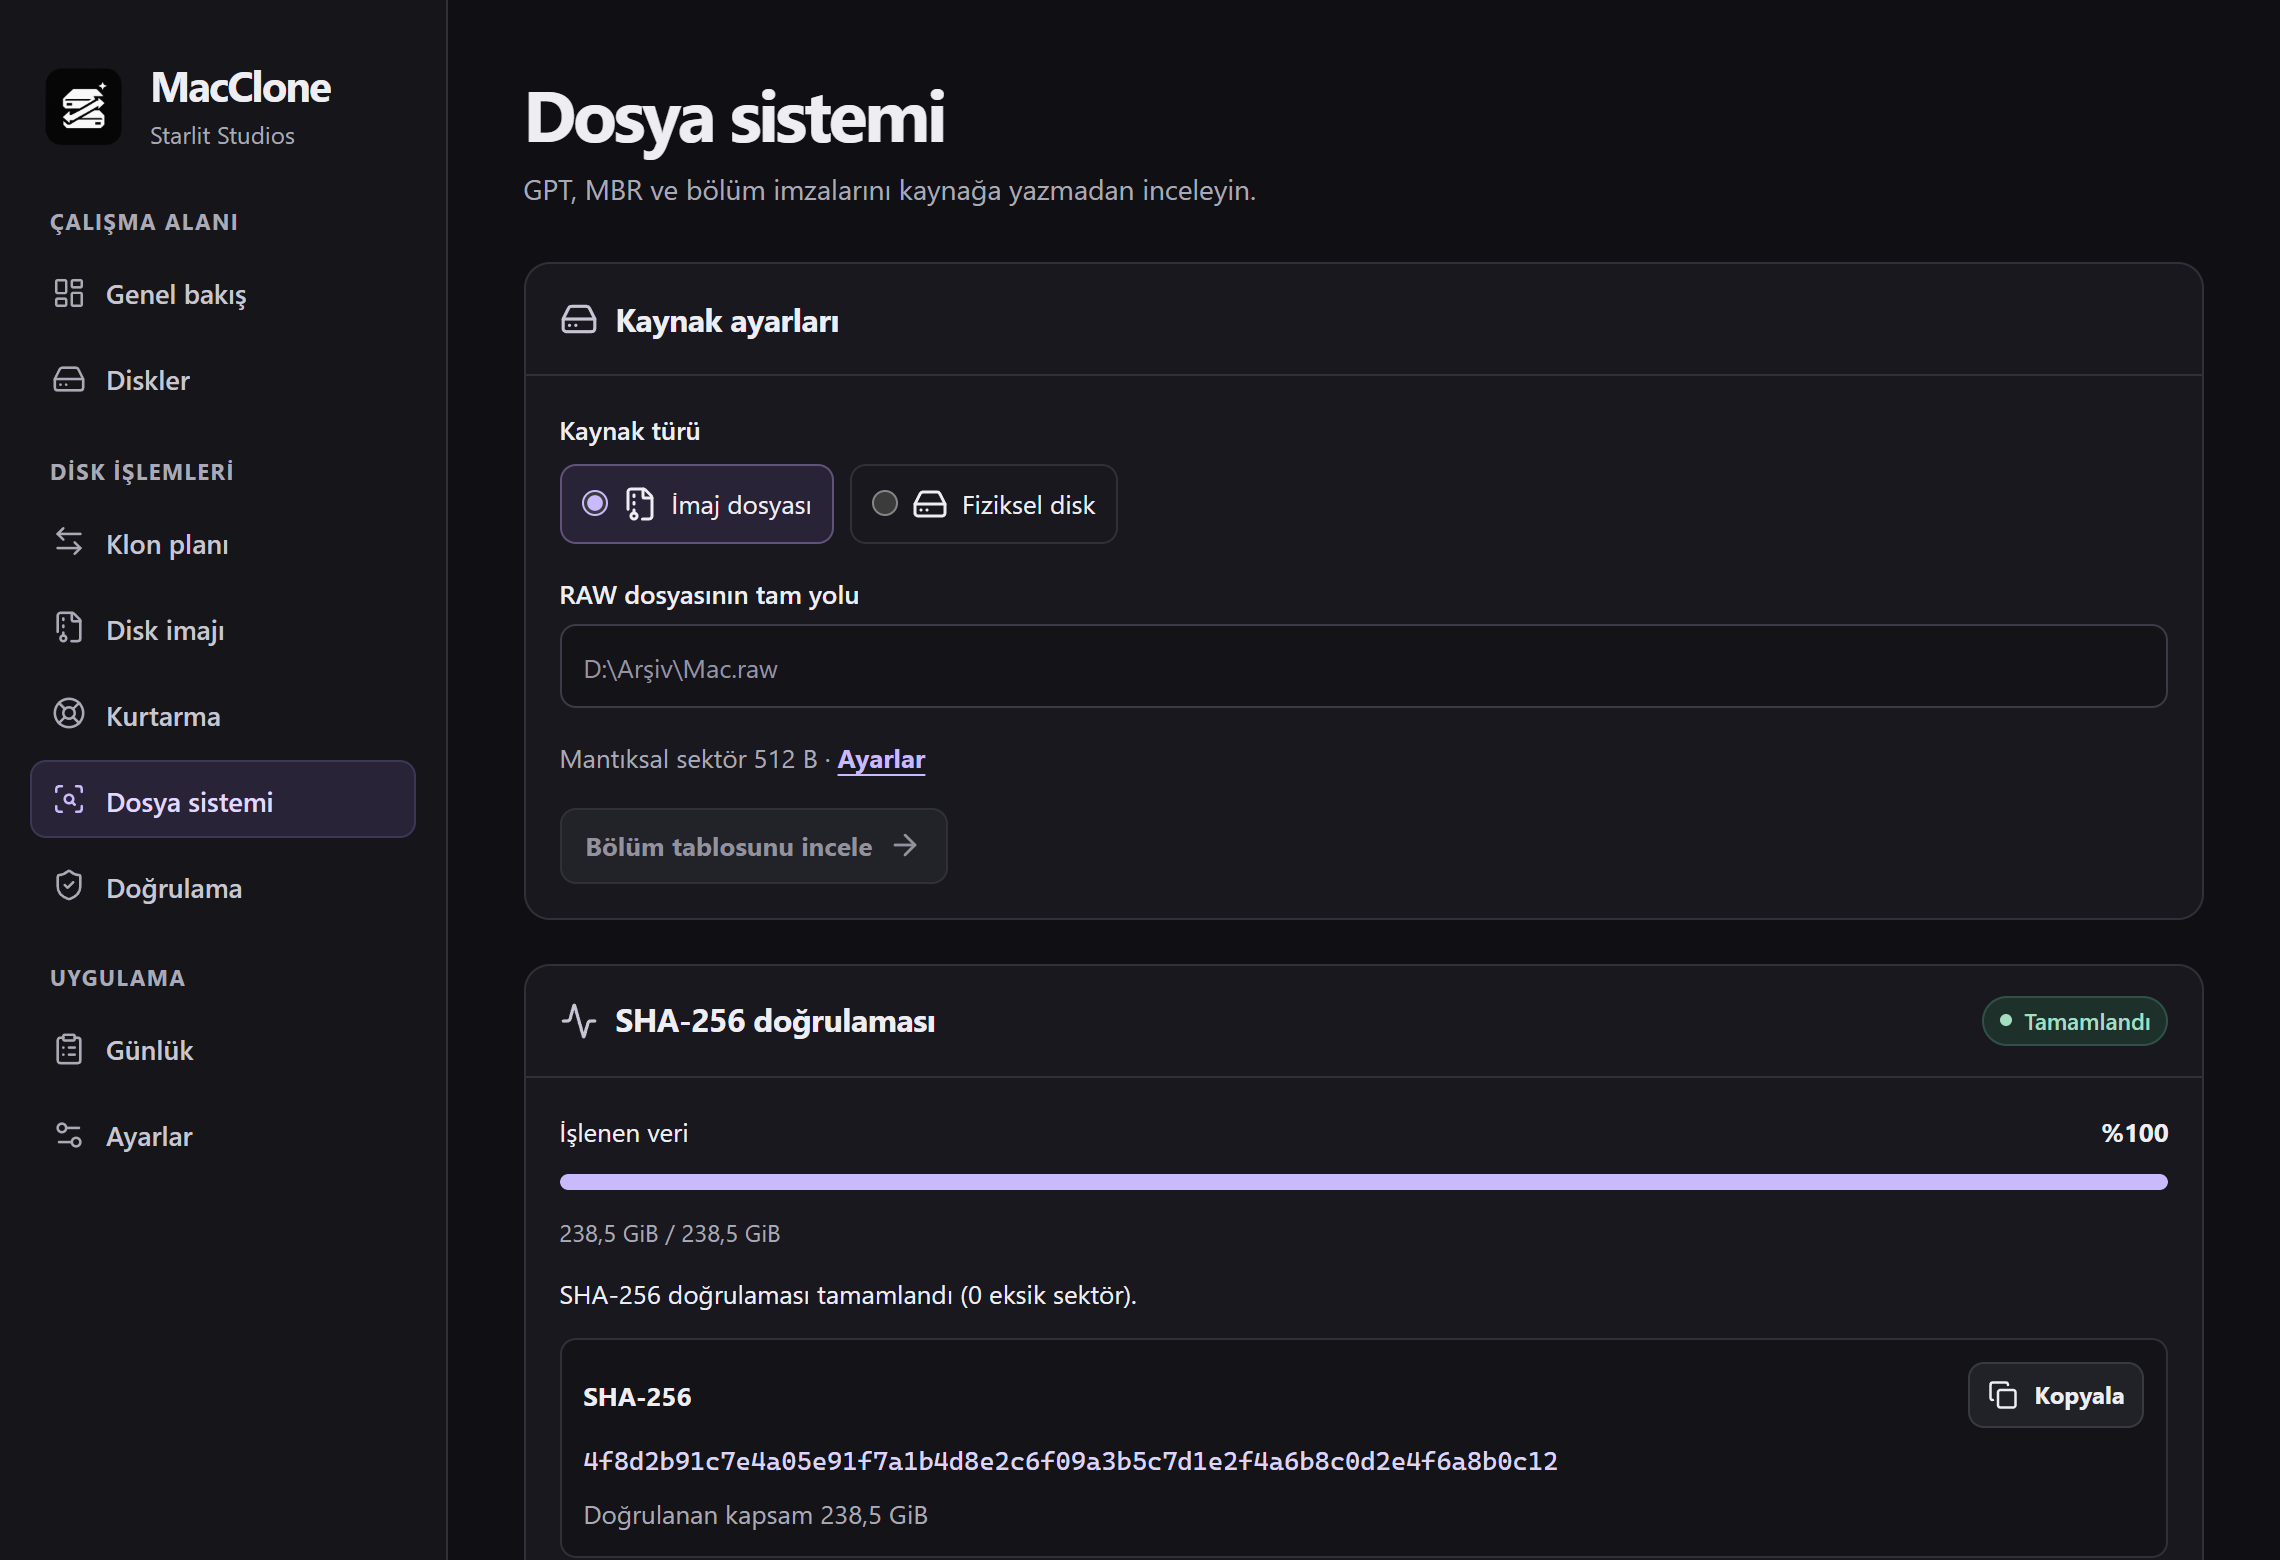 MacClone
Starlit Studios
ÇALIŞMA ALANI
Genel bakış
Diskler
DİSK İŞLEMLERİ
Klon planı
Disk imajı
Kurtarma
Dosya sistemi
Doğrulama
UYGULAMA
Günlük
Ayarlar
Dosya sistemi
GPT, MBR ve bölüm imzalarını kaynağa yazmadan inceleyin.
Kaynak ayarları
Kaynak türü
İmaj dosyası
Fiziksel disk
RAW dosyasının tam yolu
D:\Arşiv\Mac.raw
Mantıksal sektör 512 B · Ayarlar
Bölüm tablosunu incele
SHA-256 doğrulaması
Tamamlandı
İşlenen veri
%100
238,5 GiB / 238,5 GiB
SHA-256 doğrulaması tamamlandı (0 eksik sektör).
SHA-256
Kopyala
4f8d2b91c7e4a05e91f7a1b4d8e2c6f09a3b5c7d1e2f4a6b8c0d2e4f6a8b0c12
Doğrulanan kapsam 238,5 GiB